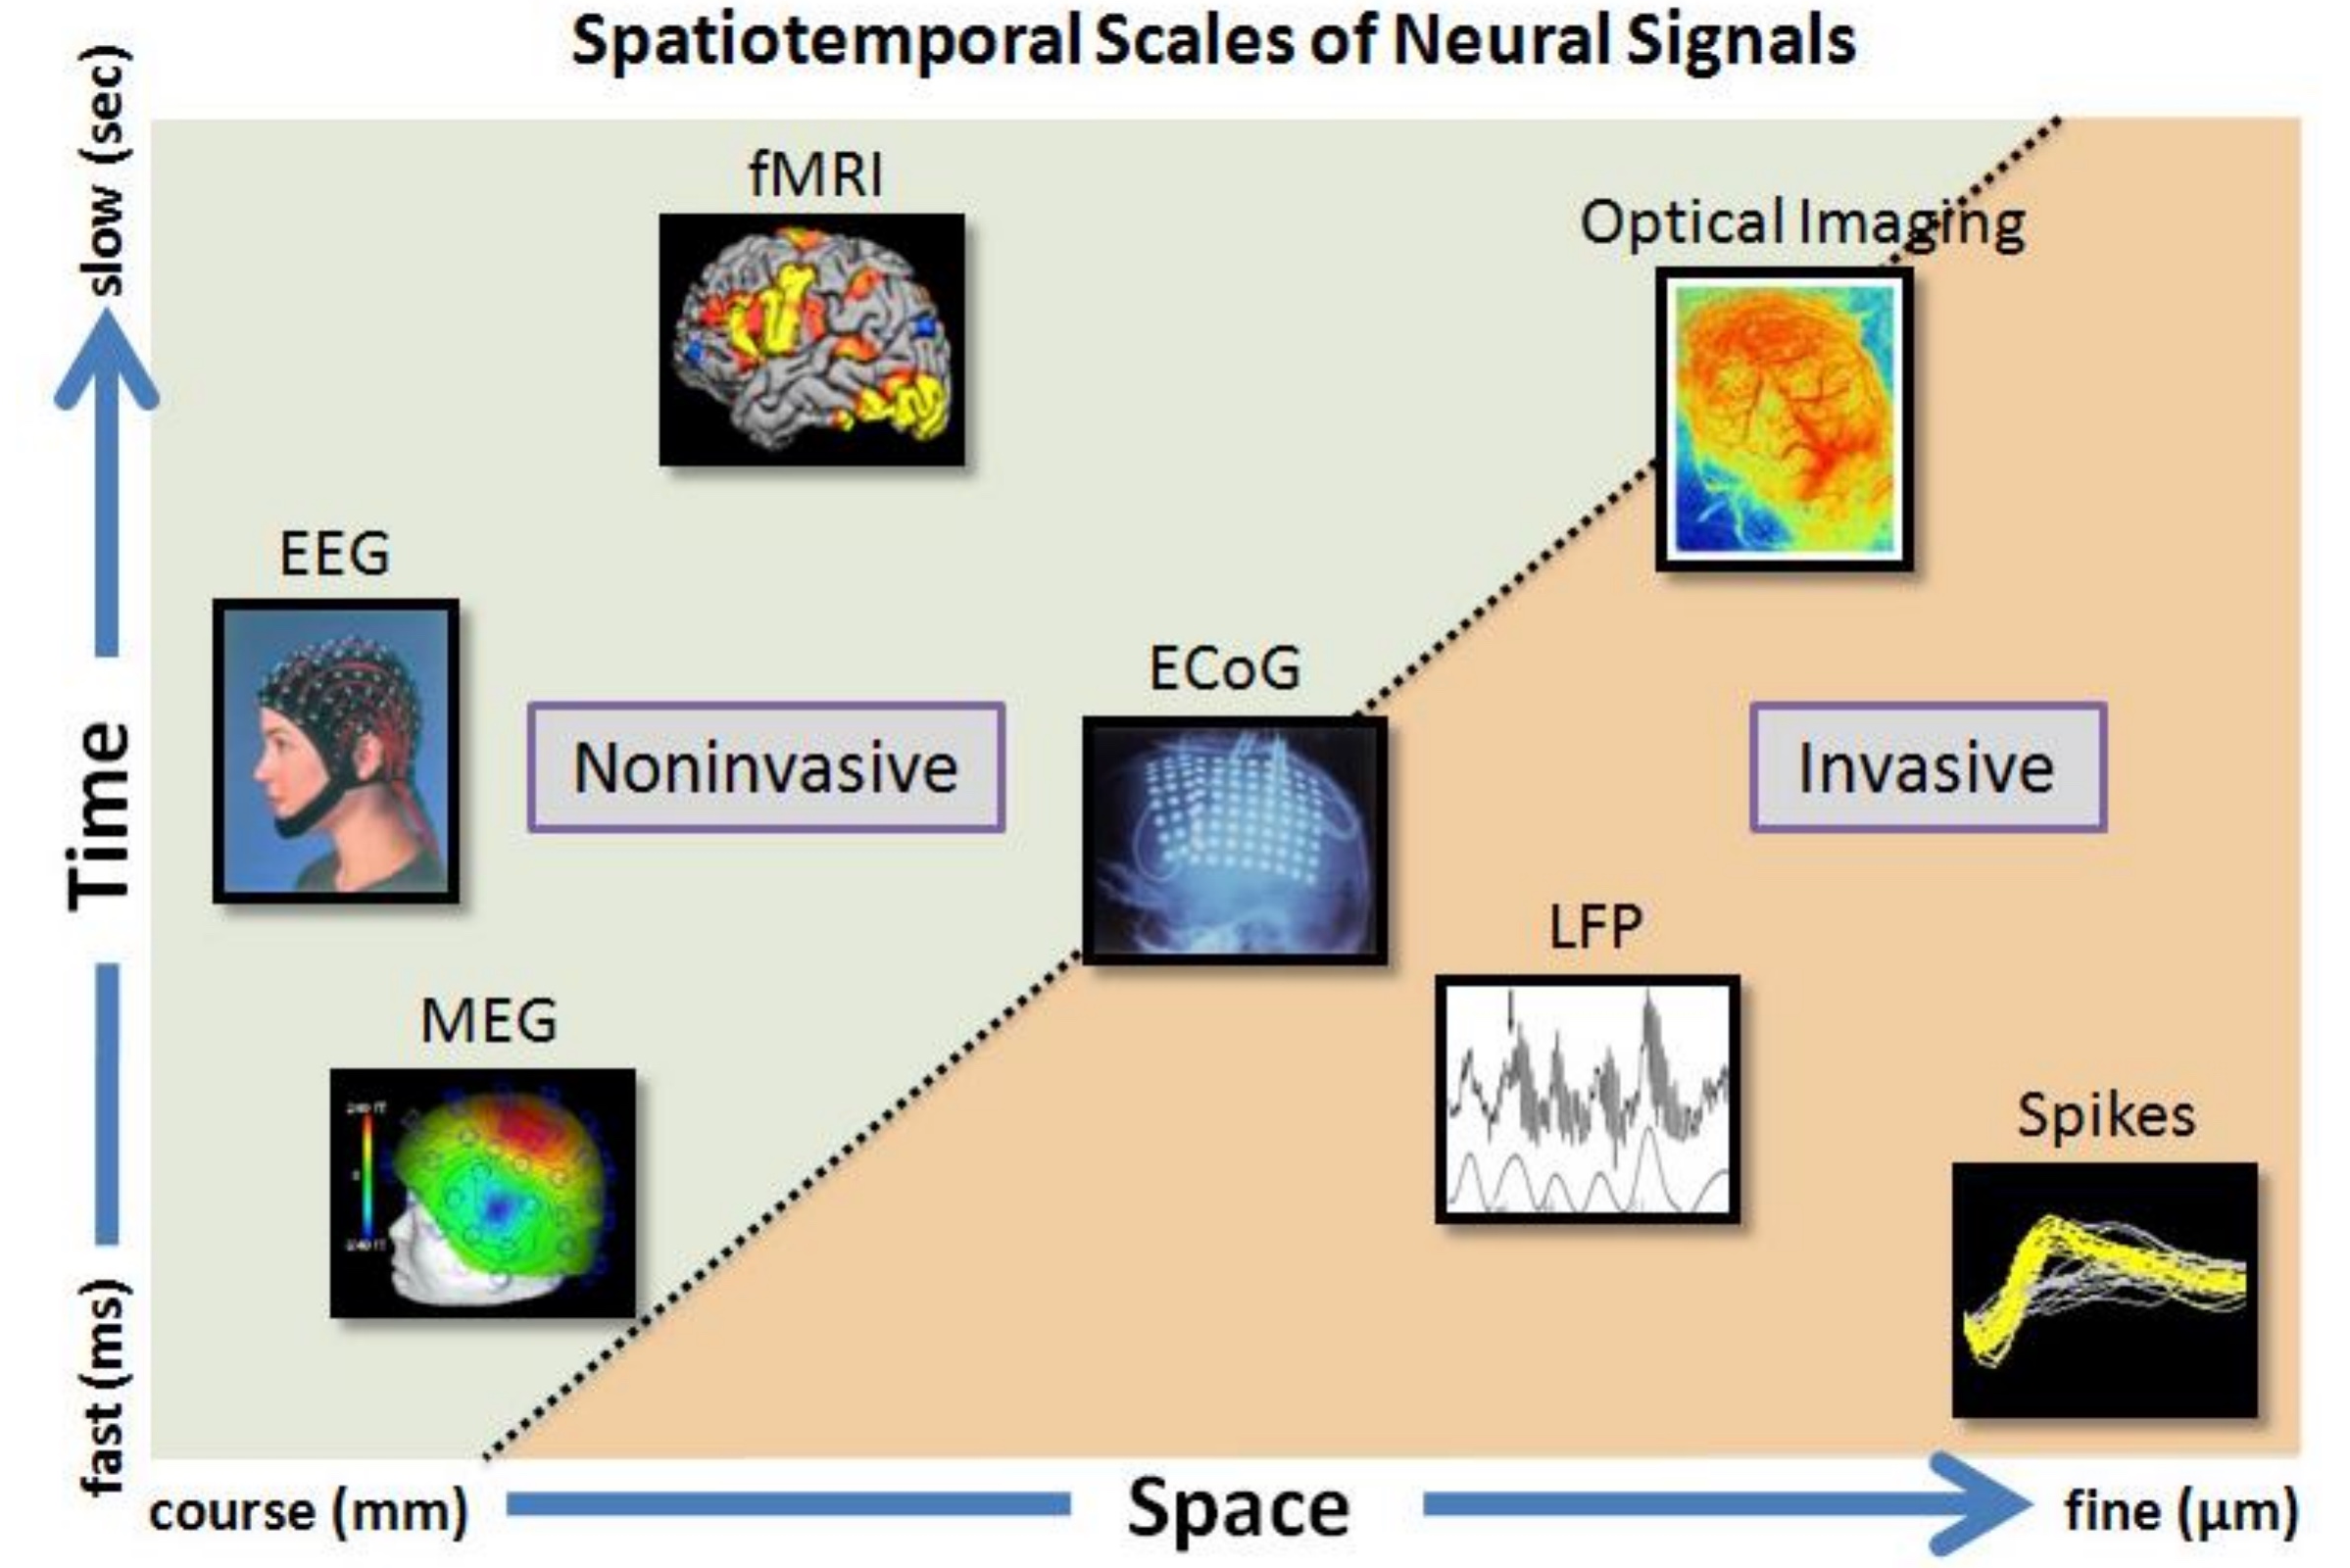 Spatiotemporal Scales of Neural Signals
slow (sec)
Time
fast (ms)
fMRI
Optical Imaging
EEG
ECoG
Noninvasive
Invasive
LFP
MEG
Spikes
course (mm)
Space
fine (μm)